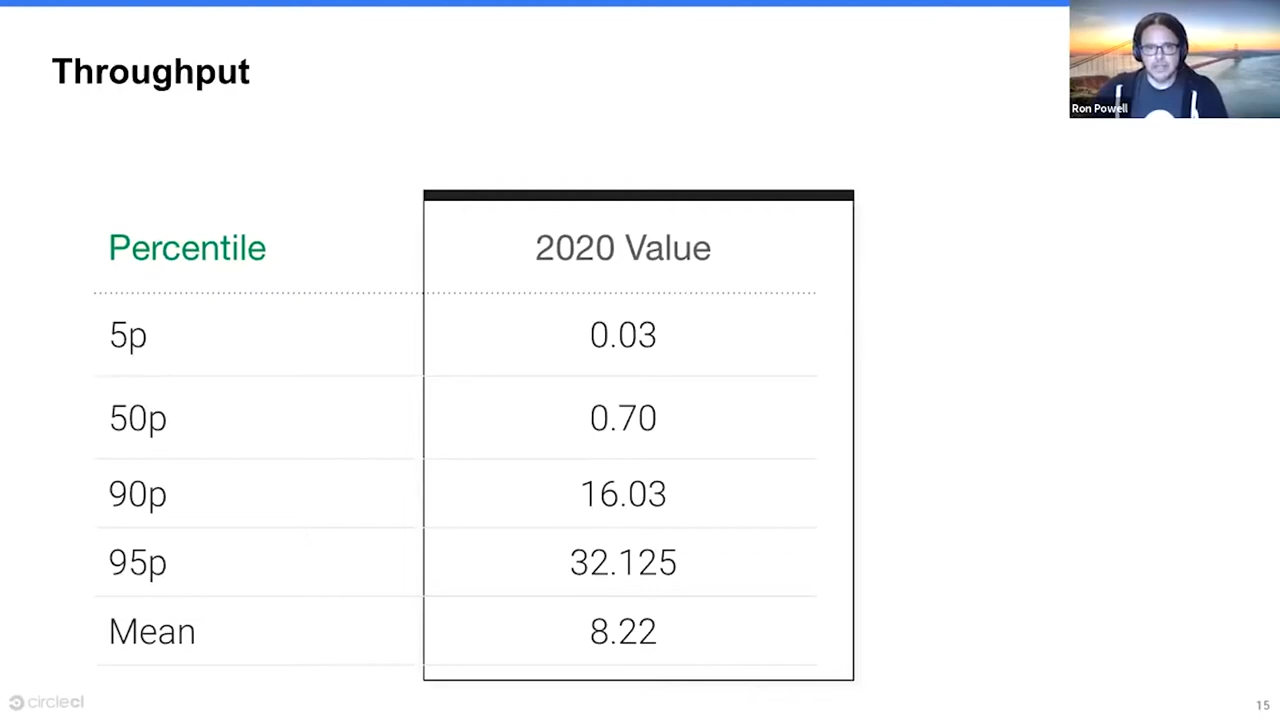 Throughput
Ron Powell
Percentile 2020 Value
5p 0.03
50p 0.70
90p 16.03
95p 32.125
Mean 8.22
circleci
15